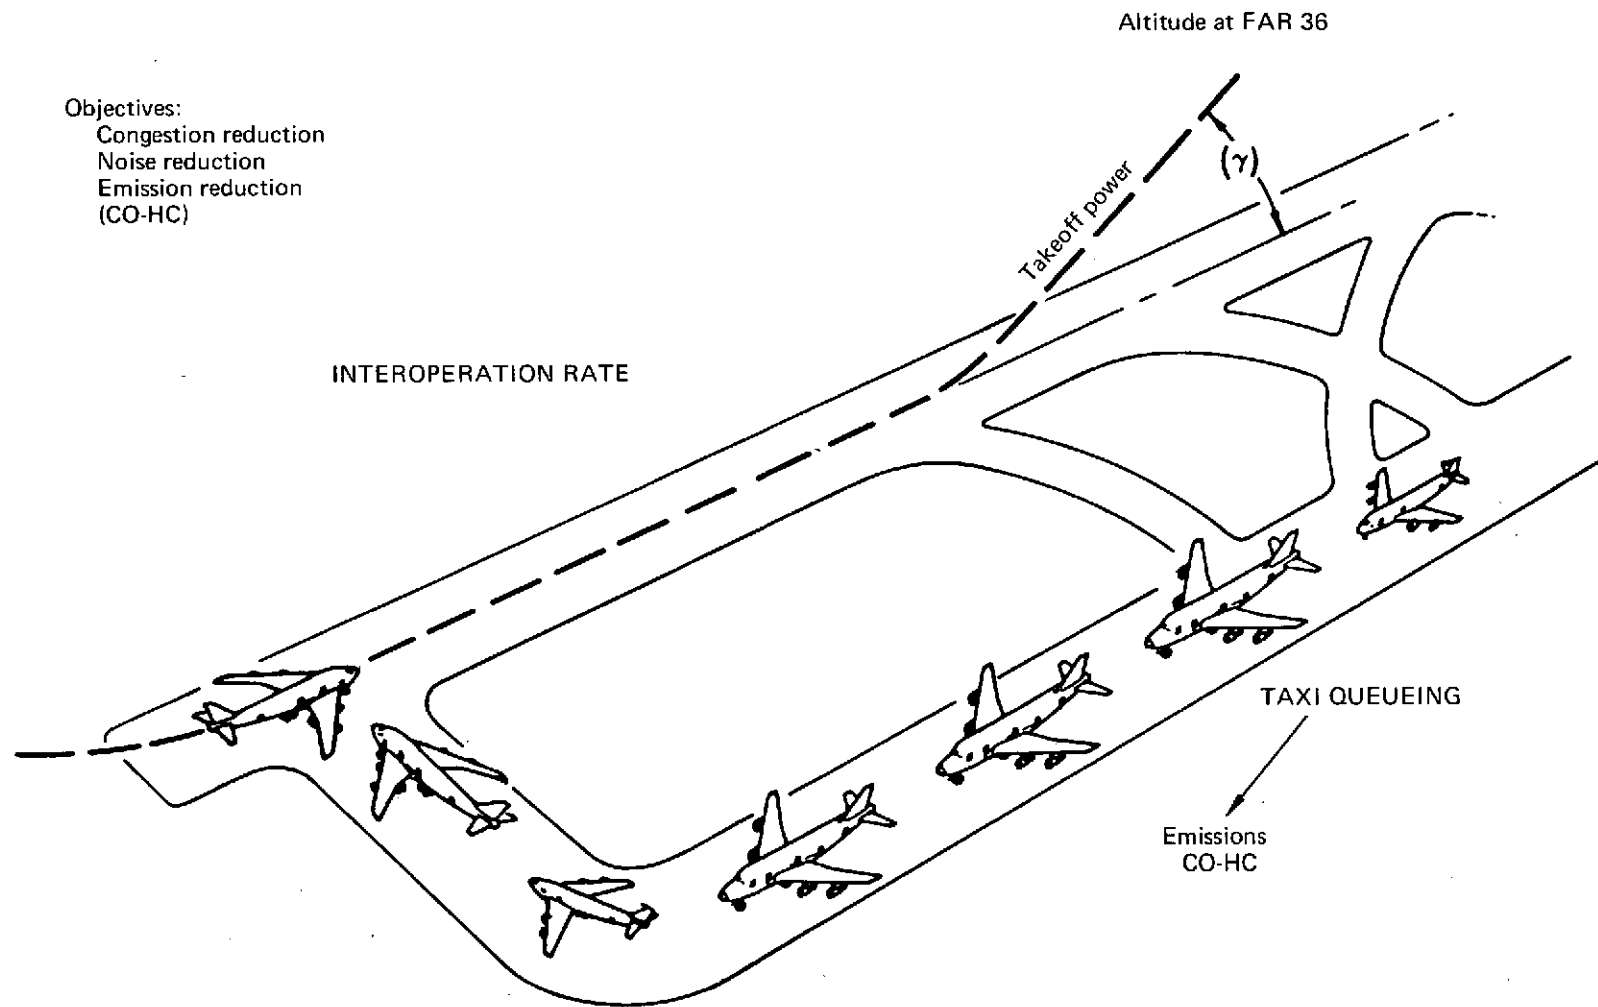 Altitude at FAR 36
Objectives:
Congestion reduction
Noise reduction
Emission reduction
(CO-HC)
(γ)
Takeoff power
INTEROPERATION RATE
TAXI QUEUEING
Emissions
CO-HC